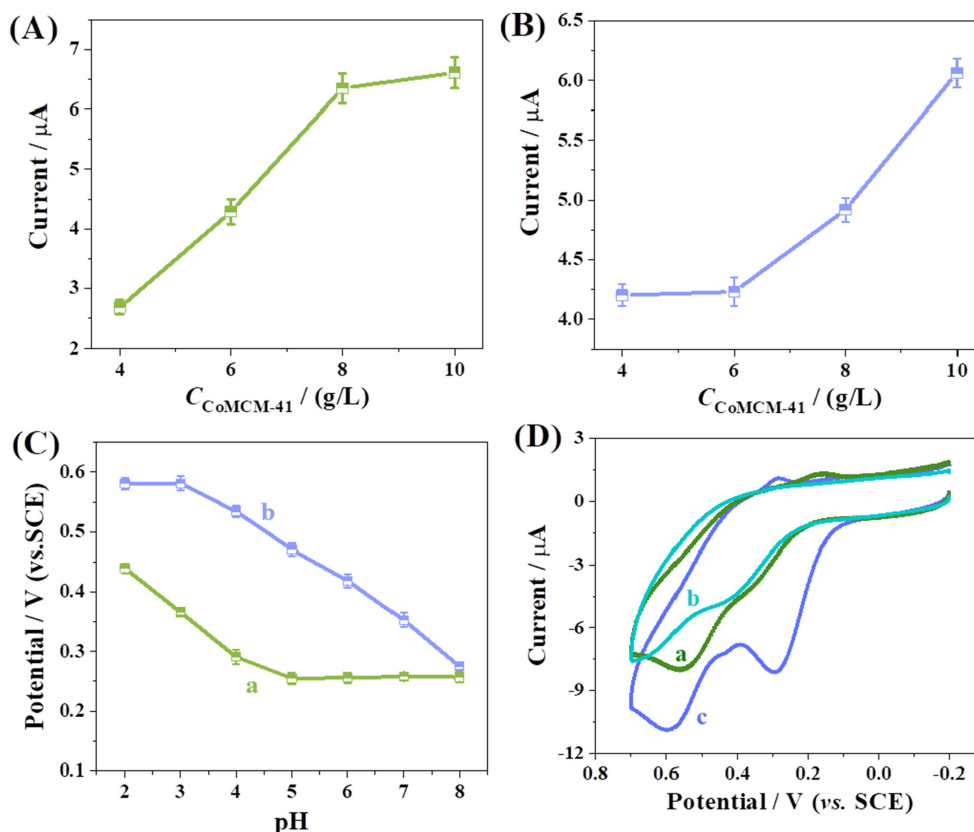 (A)
7
6
5
4
3
2
Current / μA
4 6 8 10
C CoMCM-41 / (g/L)
(B)
6.5
6.0
5.5
5.0
4.5
4.0
Current / μA
4 6 8 10
C CoMCM-41 / (g/L)
(C)
0.6
0.5
0.4
0.3
0.2
0.1
Potential / V (vs.SCE)
b
a
2 3 4 5 6 7 8
pH
(D)
3
0
-3
-6
-9
-12
Current / μA
b
a
c
0.8 0.6 0.4 0.2 0.0 -0.2
Potential / V (vs. SCE)